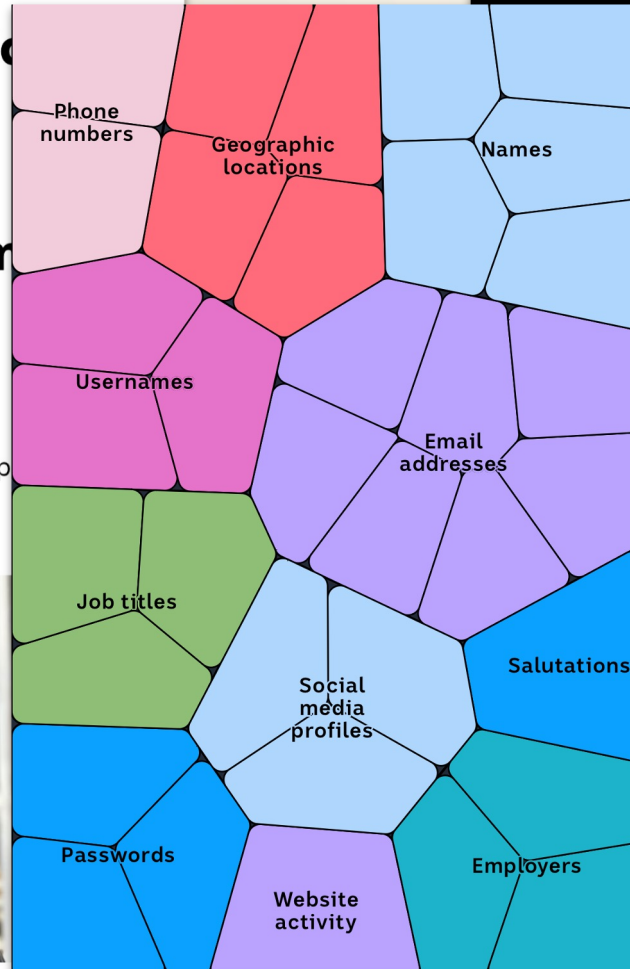 Phone
numbers
Geographic
locations
Names
Usernames
Email
addresses
Job titles
Social
media
profiles
Salutations
Passwords
Employers
Website
activity